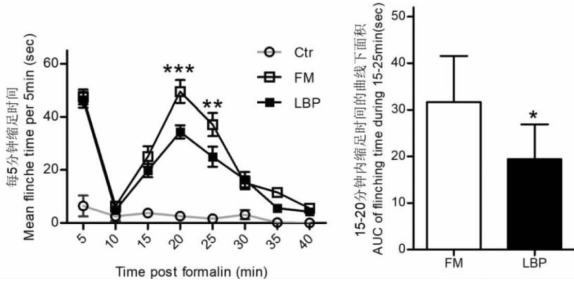 每5分钟缩足时间
Mean flinche time per 5min (sec)
60
40
20
0
***
**
Ctr
FM
LBP
5
10
15
20
25
30
35
40
Time post formalin (min)
15-20分钟内缩足时间的曲线下面积
AUC of flinching time during 15-25min(sec)
50
40
30
20
10
0
*
FM
LBP